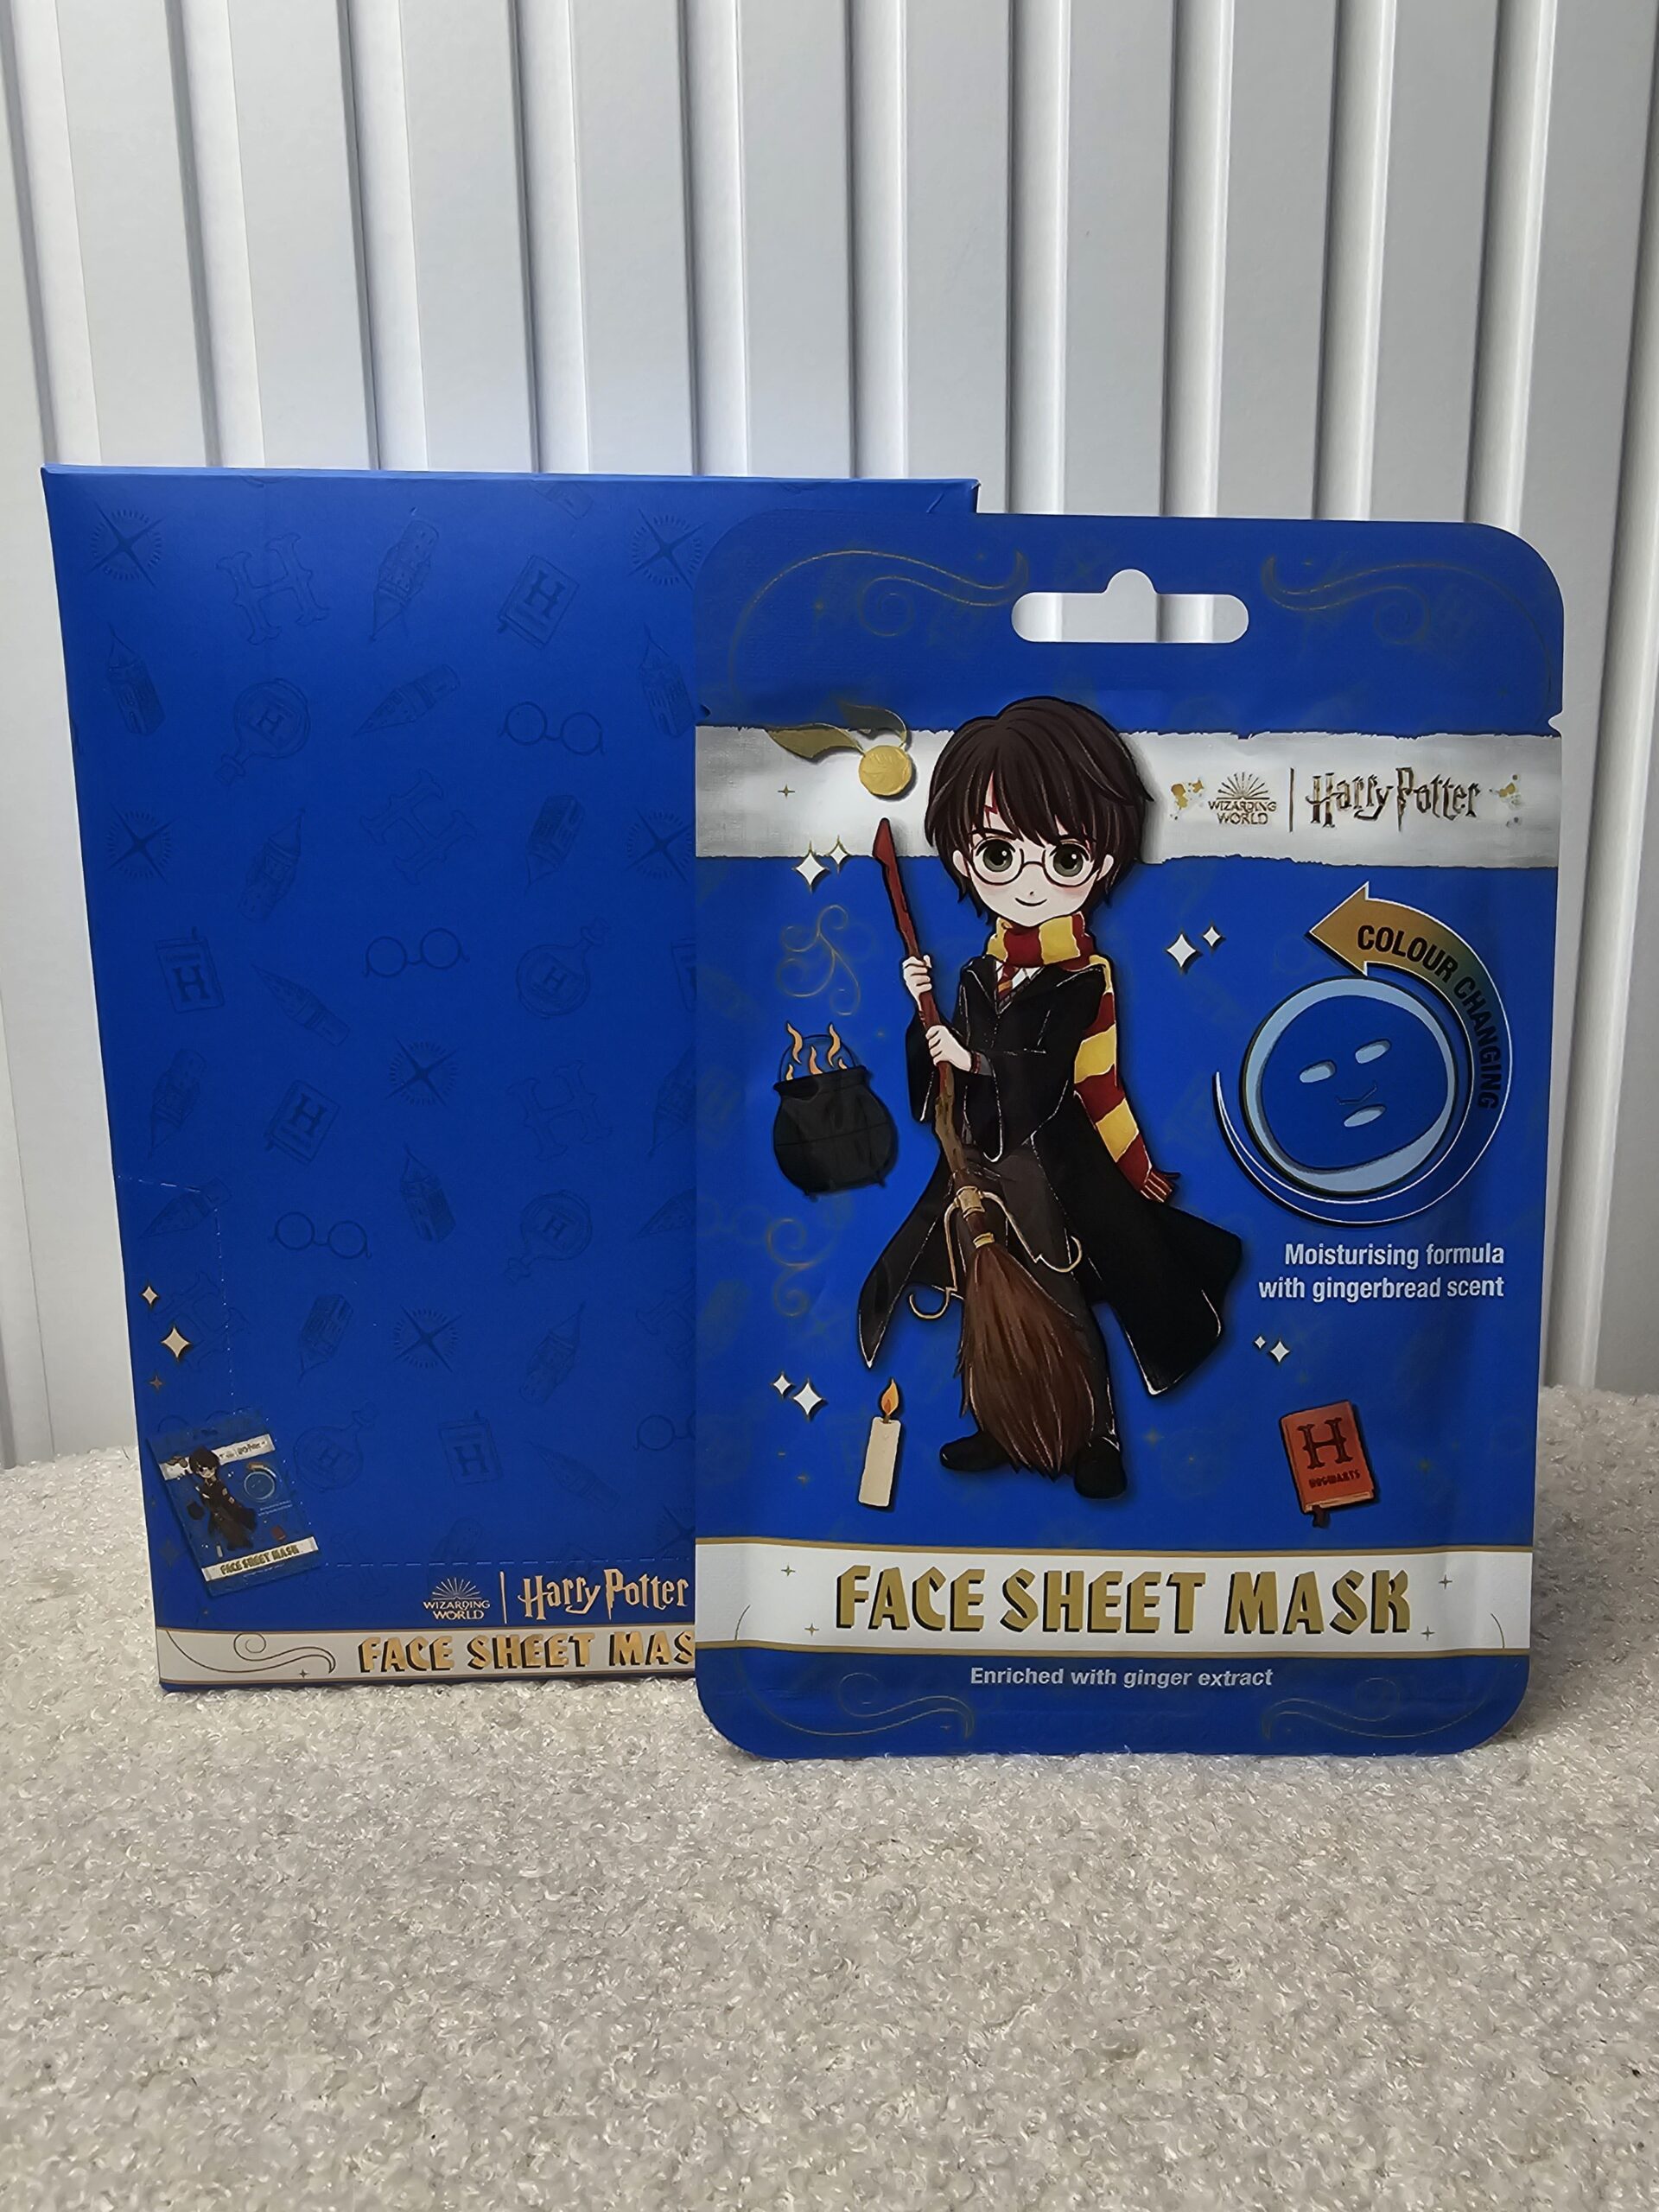 WIZARDING
WORLD
Harry Potter
COLOUR CHANGING
Moisturising formula
with gingerbread scent
H
HOGWARTS
FACE SHEET MASK
Enriched with ginger extract
FACE SHEET MASK
WIZARDING
WORLD
Harry Potter
FACE SHEET MAS